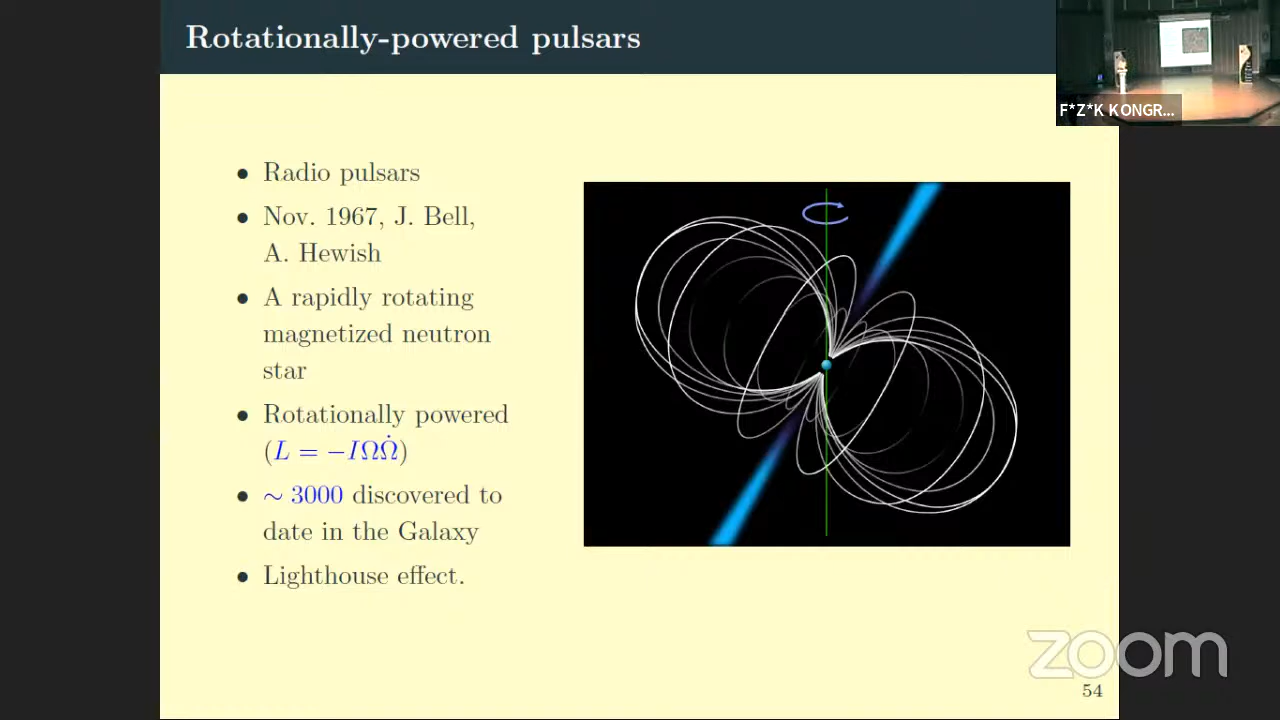 Rotationally-powered pulsars
F*Z*K KONGR...
• Radio pulsars
• Nov. 1967, J. Bell,
A. Hewish
• A rapidly rotating
magnetized neutron
star
• Rotationally powered
(L = −IΩΩ̇)
• ∼ 3000 discovered to
date in the Galaxy
• Lighthouse effect.
zoom
54